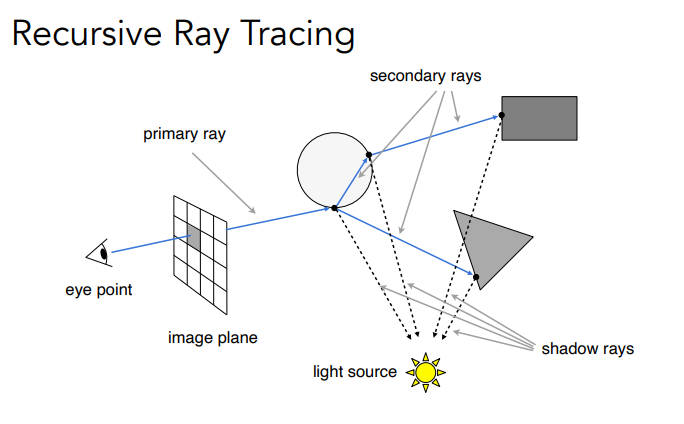 Recursive Ray Tracing
secondary rays
primary ray
eye point
image plane
shadow rays
light source